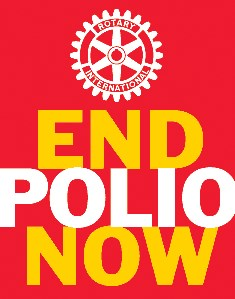 ROTARY
INTERNATIONAL
END
POLIO
NOW